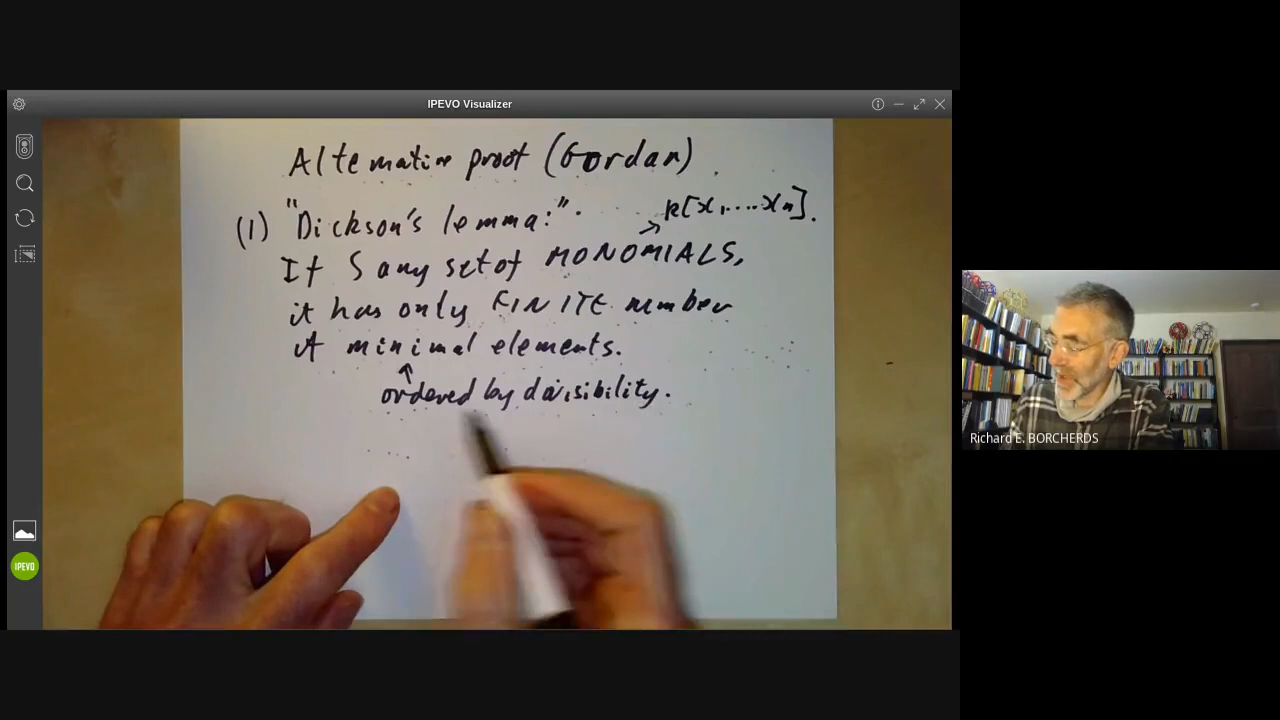 IPEVO Visualizer
Alternative proof (Gordan)
(1) "Dickson's lemma:"
→ k[x,....xn].
If S any set of MONOMIALS,
it has only FINITE number
of minimal elements.
↑
ordered by divisibility.
IPEVO
Richard E. BORCHERDS